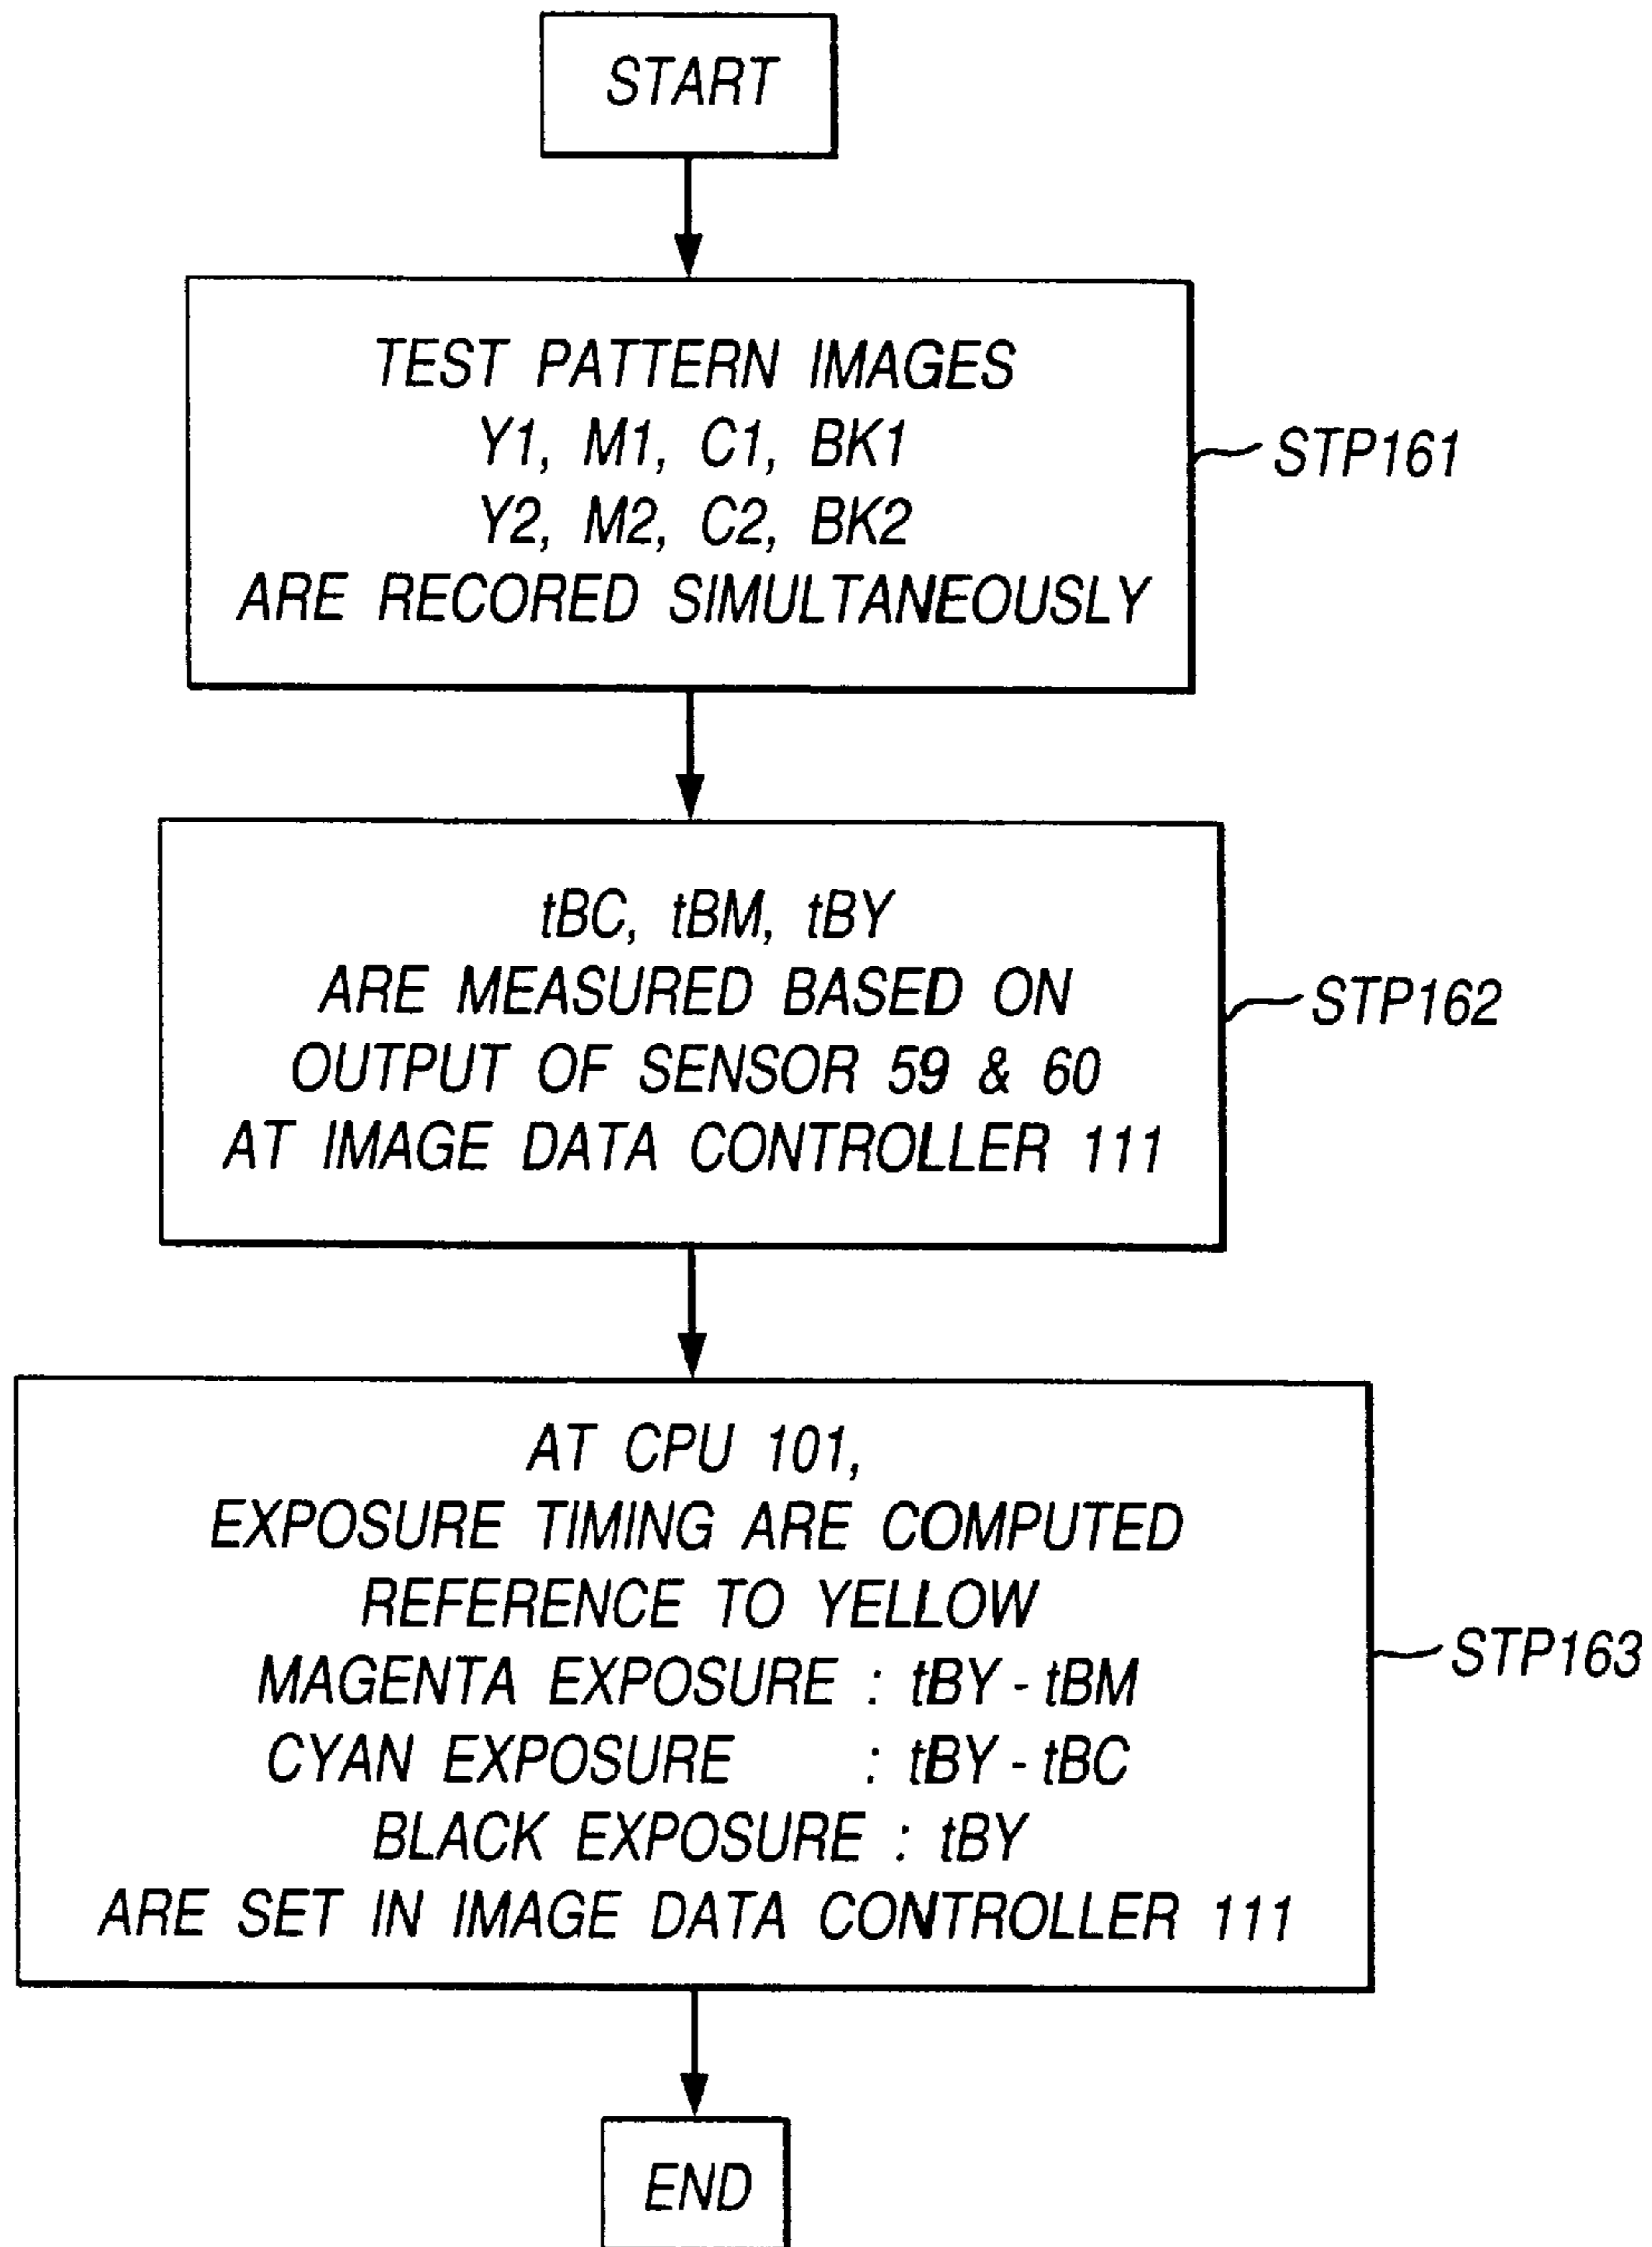 START
TEST PATTERN IMAGES
Y1, M1, C1, BK1
Y2, M2, C2, BK2
ARE RECORED SIMULTANEOUSLY
STP161
tBC, tBM, tBY
ARE MEASURED BASED ON
OUTPUT OF SENSOR 59 & 60
AT IMAGE DATA CONTROLLER 111
STP162
AT CPU 101,
EXPOSURE TIMING ARE COMPUTED
REFERENCE TO YELLOW
MAGENTA EXPOSURE : tBY - tBM
CYAN EXPOSURE : tBY - tBC
BLACK EXPOSURE : tBY
ARE SET IN IMAGE DATA CONTROLLER 111
STP163
END